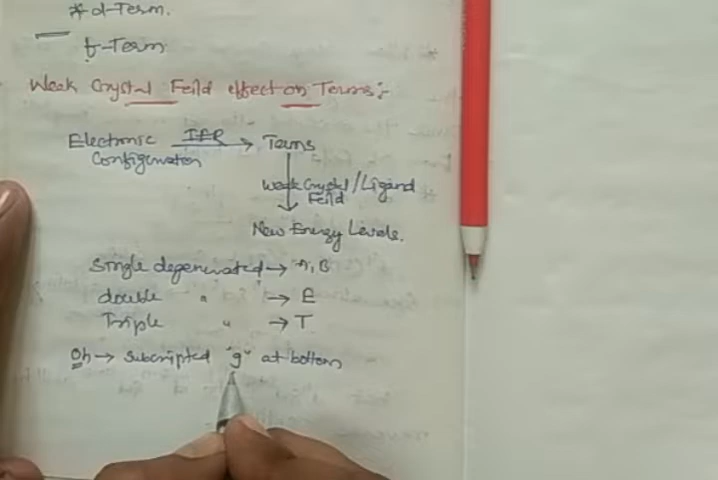 * d-Term.
f-Term
Weak Crystal Feild effect on Terms:-
Electronic Configuration IER → Terms
Weak Crystal/Ligand Feild
New Energy Levels.
Single degenerated → A, B
double " → E
Triple " → T
Oh → Subscripted "g" at bottom